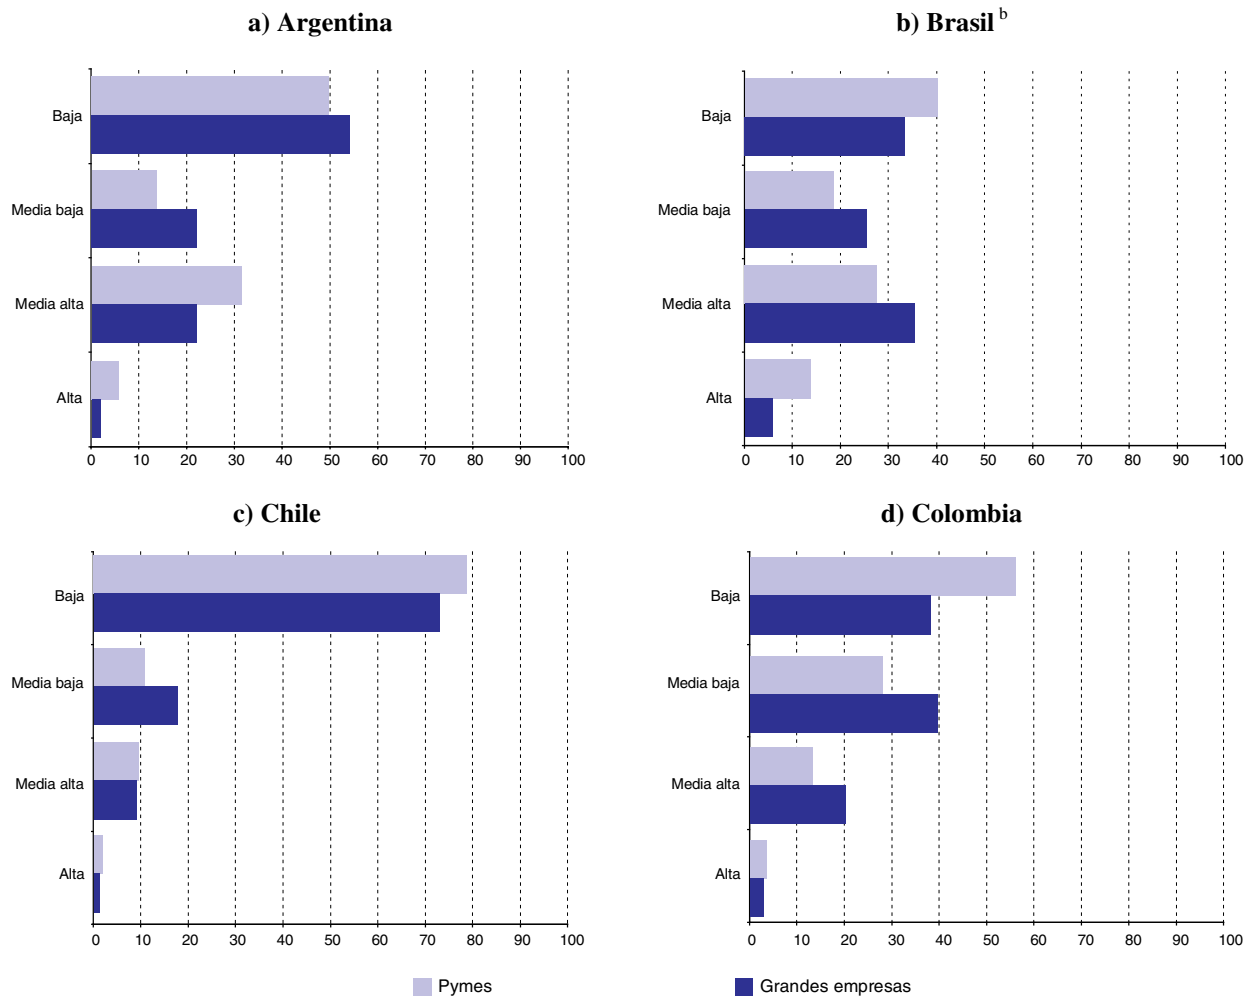 a) Argentina
Baja
Media baja
Media alta
Alta
0 10 20 30 40 50 60 70 80 90 100
b) Brasil b
Baja
Media baja
Media alta
Alta
0 10 20 30 40 50 60 70 80 90 100
c) Chile
Baja
Media baja
Media alta
Alta
0 10 20 30 40 50 60 70 80 90 100
d) Colombia
Baja
Media baja
Media alta
Alta
0 10 20 30 40 50 60 70 80 90 100
Pymes
Grandes empresas